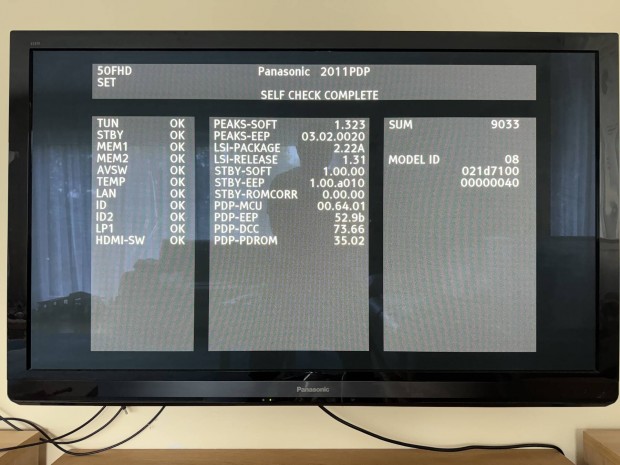 50FHD Panasonic 2011PDP
SET
SELF CHECK COMPLETE
TUN OK
STBY OK
MEM1 OK
MEM2 OK
AVSW OK
TEMP OK
LAN OK
ID OK
ID2 OK
LP1 OK
HDMI-SW OK
PEAKS-SOFT 1.323
PEAKS-EEP 03.02.0020
LSI-PACKAGE 2.22A
LSI-RELEASE 1.31
STBY-SOFT 1.00.00
STBY-EEP 1.00.a010
STBY-ROMCORR 0.00.00
PDP-MCU 00.64.01
PDP-EEP 52.9b
PDP-DCC 73.66
PDP-PDROM 35.02
SUM 9033
MODEL ID 08
021d7100
00000040
Panasonic